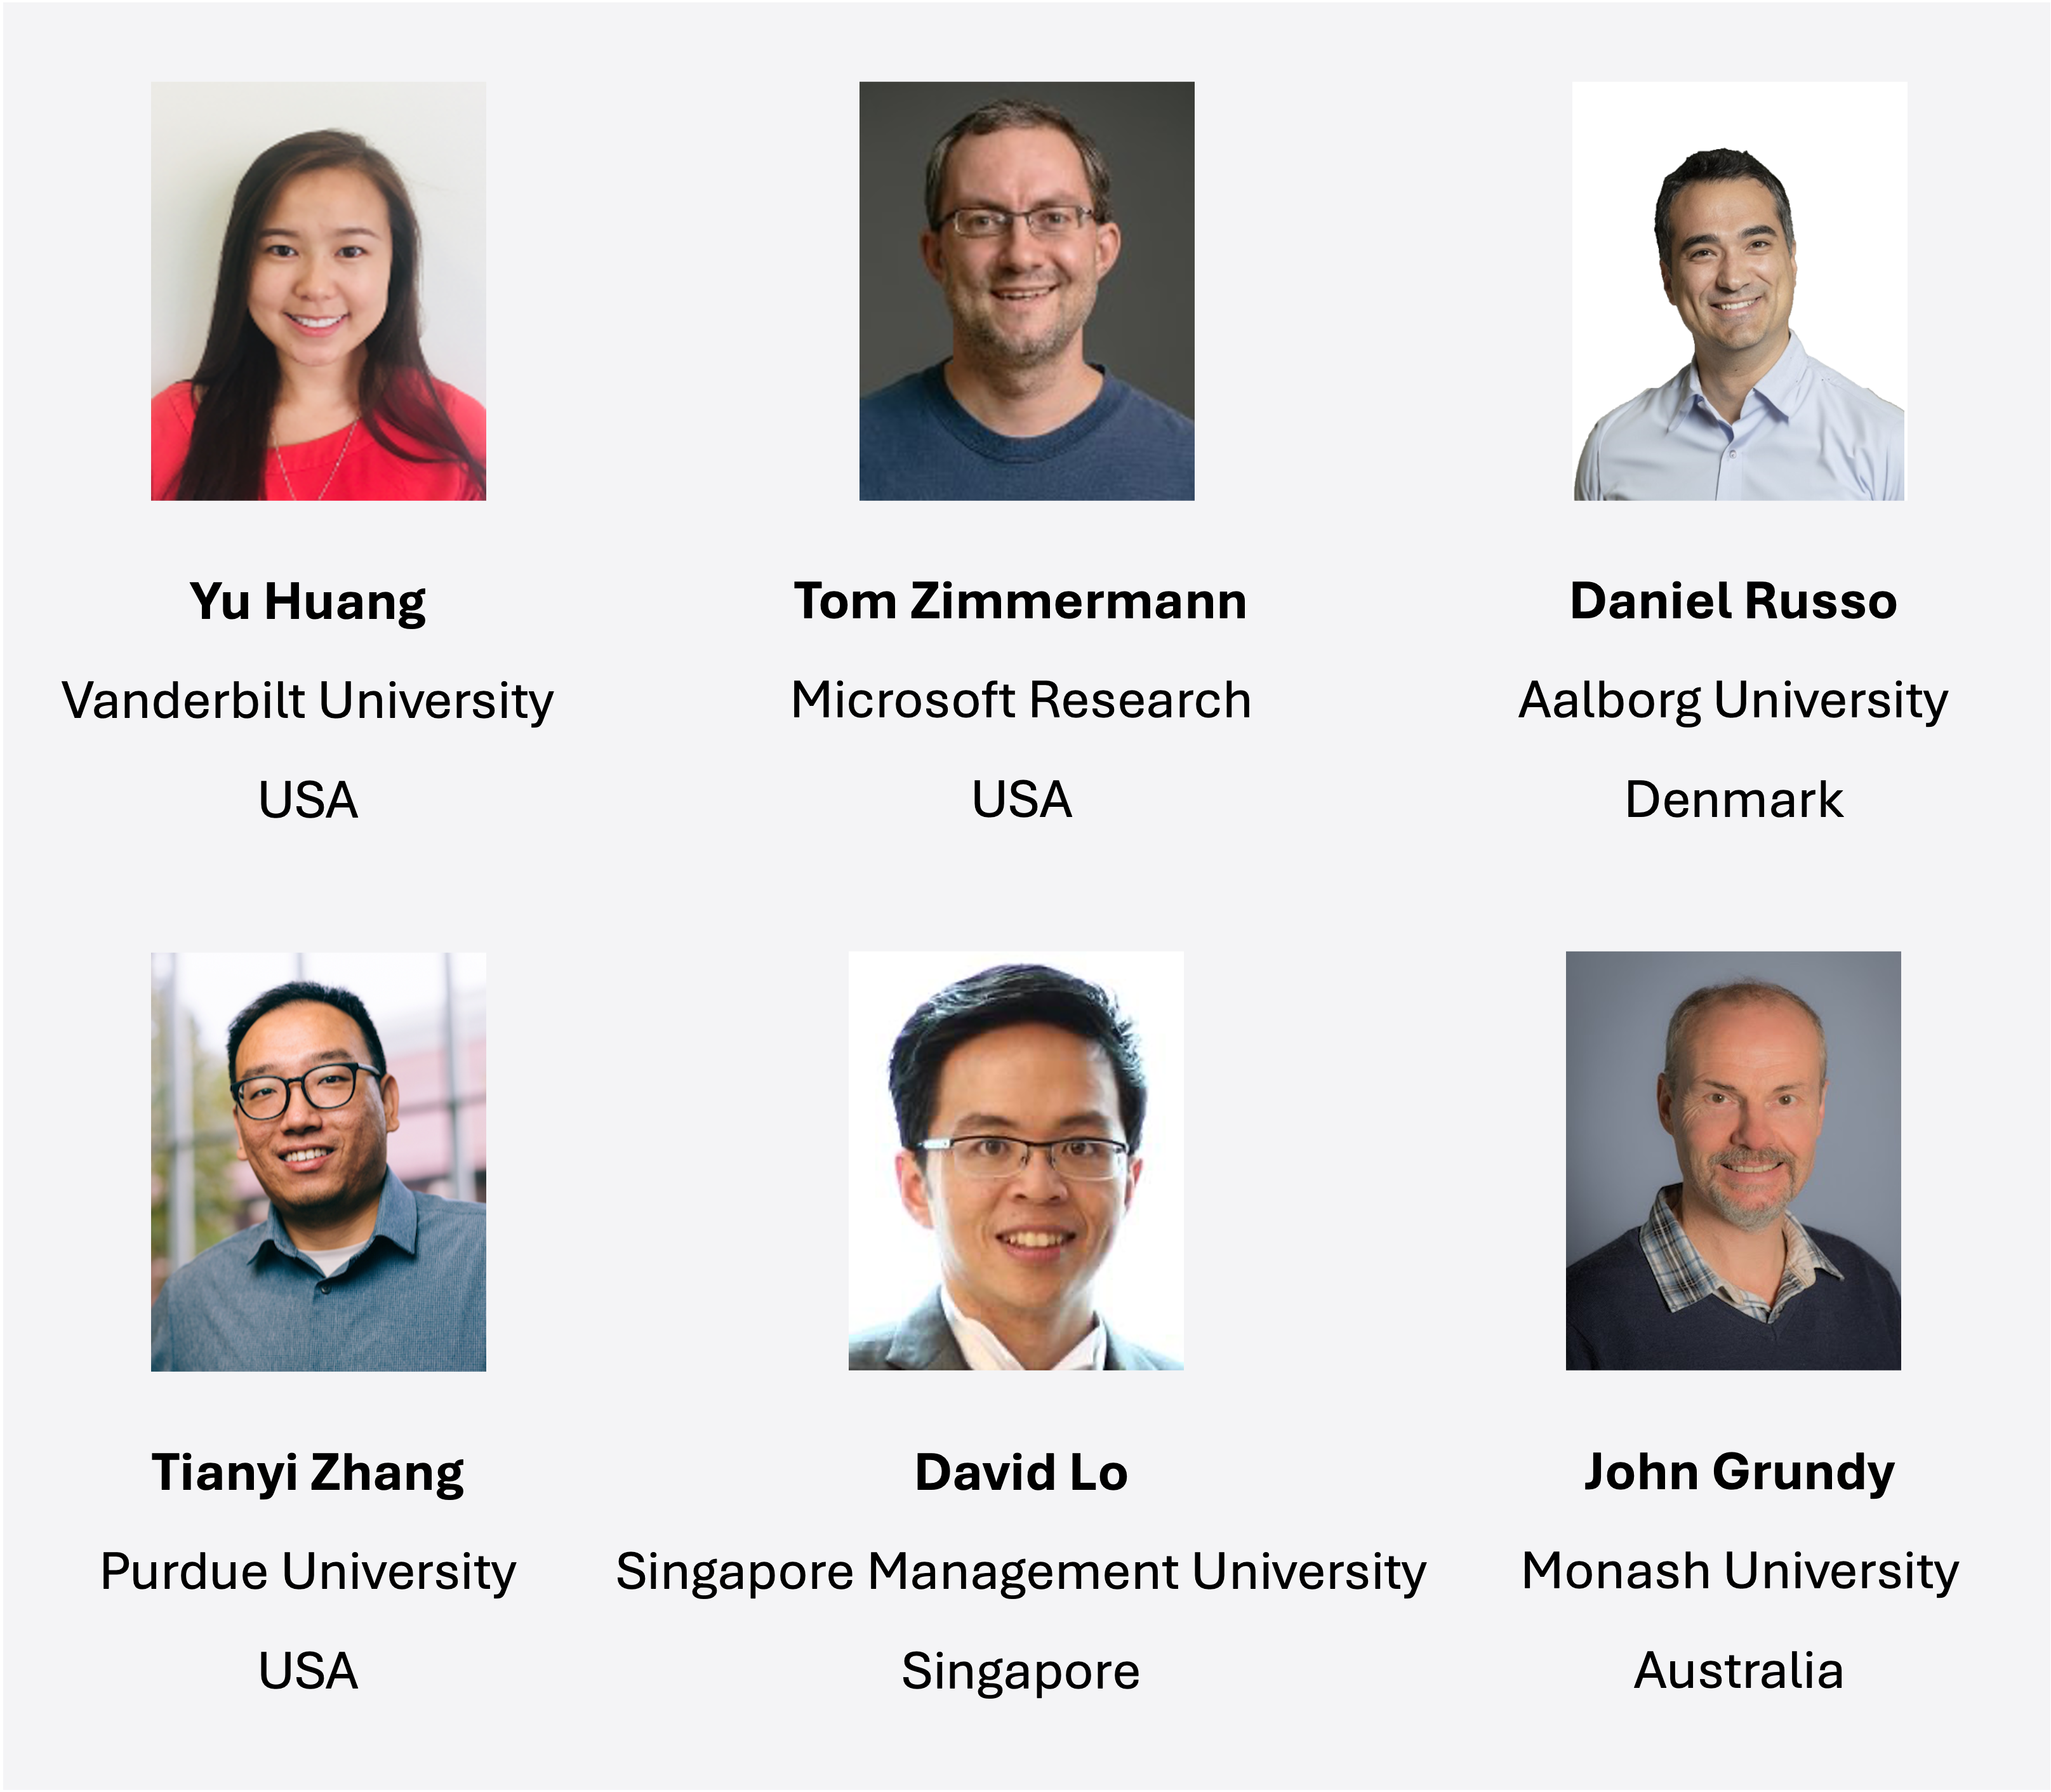 Yu Huang
Vanderbilt University
USA
Tom Zimmermann
Microsoft Research
USA
Daniel Russo
Aalborg University
Denmark
Tianyi Zhang
Purdue University
USA
David Lo
Singapore Management University
Singapore
John Grundy
Monash University
Australia